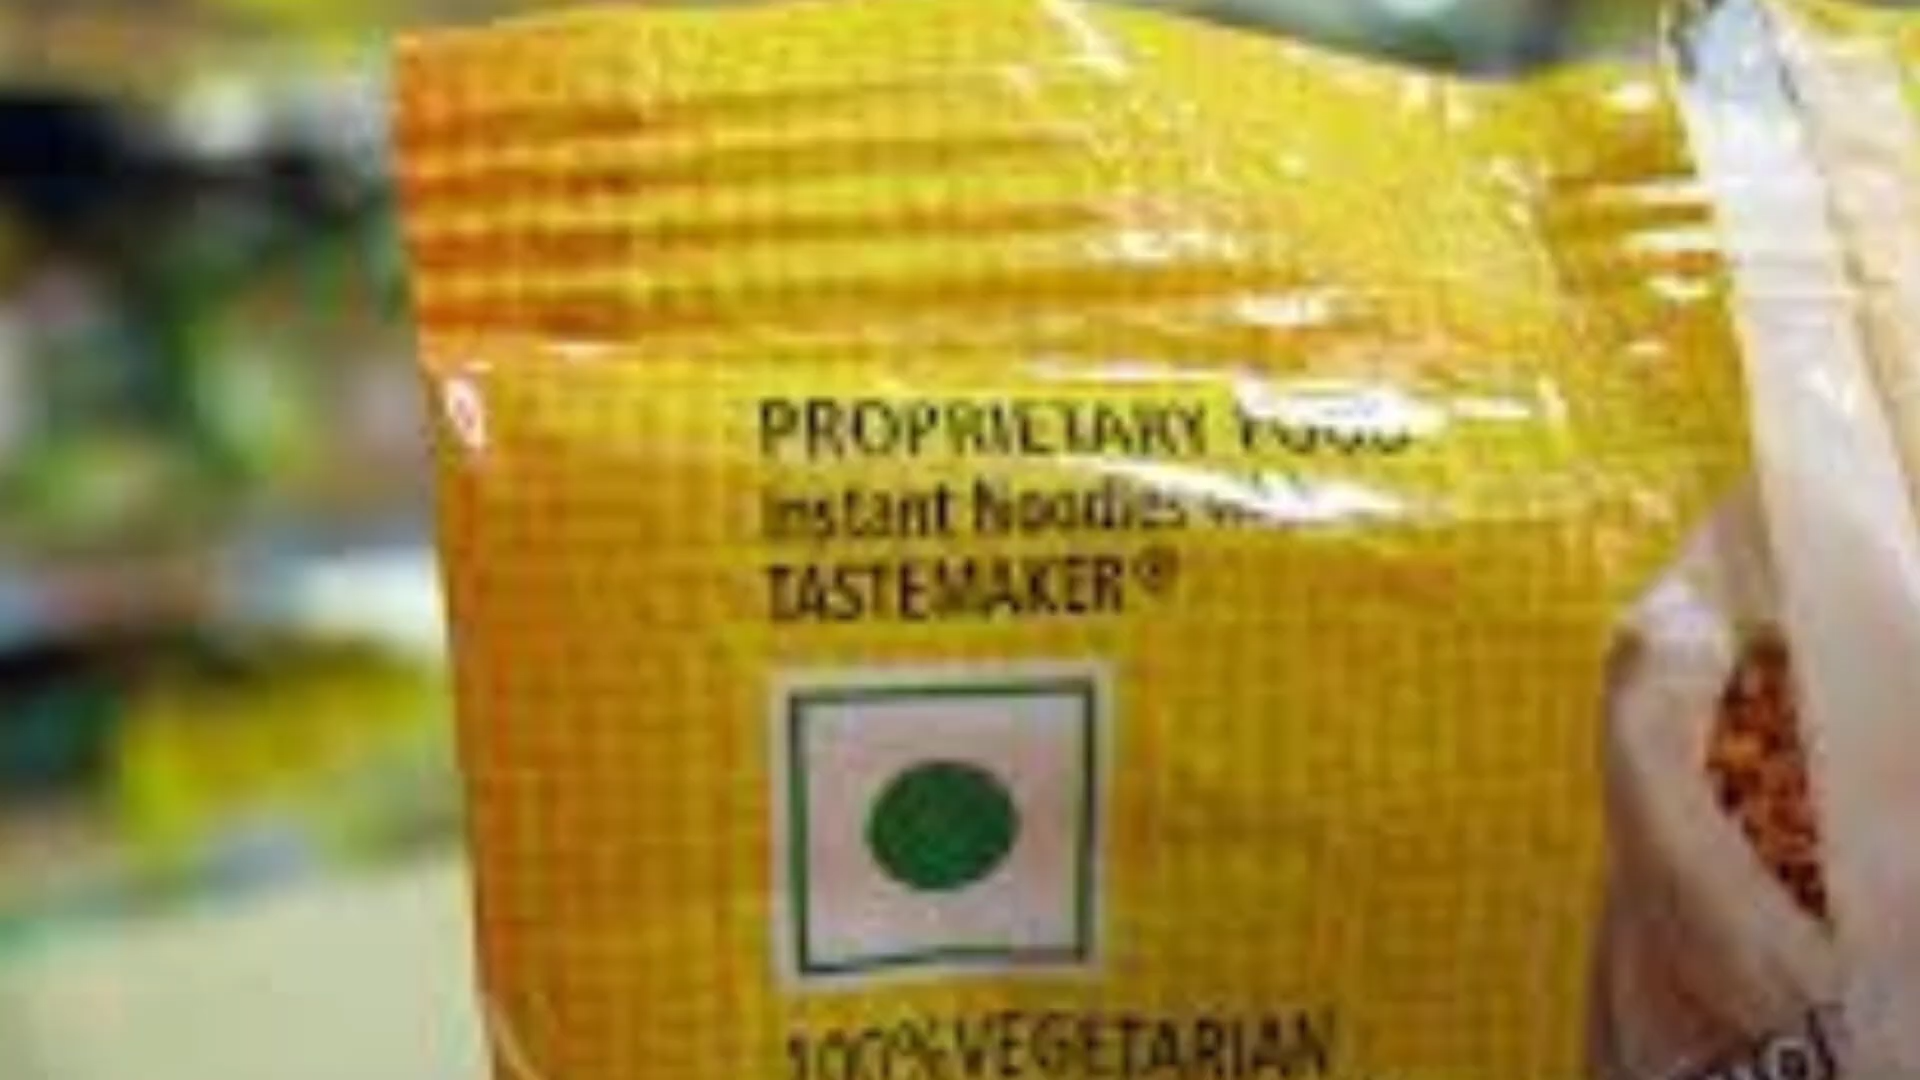 PROPRIETARY FOOD
Instant Noodles
TASTEMAKER®
100% VEGETARIAN